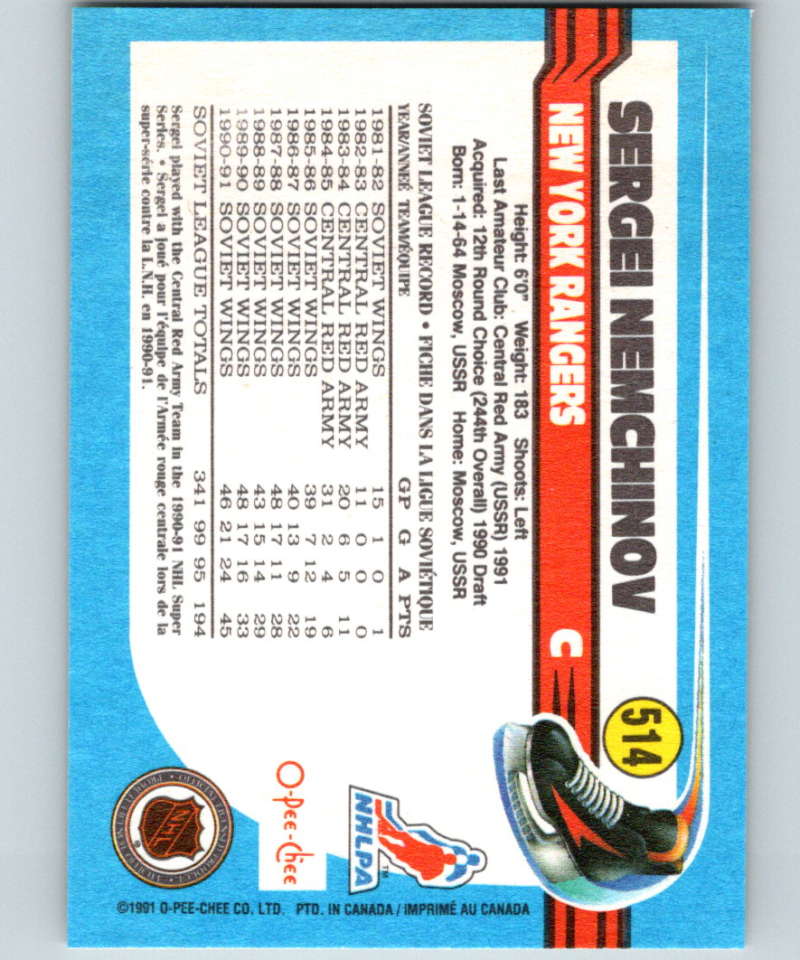 SERGEI NEMCHINOV
514
NEW YORK RANGERS C
Height: 6'0" Weight: 183 Shoots: Left
Last Amateur Club: Central Red Army (USSR) 1991
Acquired: 12th Round Choice (244th Overall) 1990 Draft
Born: 1-14-64 Moscow, USSR Home: Moscow, USSR
SOVIET LEAGUE RECORD • FICHE DANS LA LIGUE SOVIÉTIQUE
YEAR/ANNÉE TEAM/ÉQUIPE GP G A PTS
1981-82 SOVIET WINGS 15 1 0 1
1982-83 CENTRAL RED ARMY 11 0 0 0
1983-84 CENTRAL RED ARMY 20 6 5 11
1984-85 CENTRAL RED ARMY 31 2 4 6
1985-86 SOVIET WINGS 39 7 12 19
1986-87 SOVIET WINGS 40 13 9 22
1987-88 SOVIET WINGS 48 17 11 28
1988-89 SOVIET WINGS 43 15 14 29
1989-90 SOVIET WINGS 48 17 16 33
1990-91 SOVIET WINGS 46 21 24 45
SOVIET LEAGUE TOTALS 341 99 95 194
Sergei played with the Central Red Army Team in the 1990-91 NHL Super
Series. • Sergei a joué pour l'équipe de l'Armée rouge centrale lors de la
super-série contre la L.N.H. en 1990-91.
NHLPA
TM
O-Pee-Chee
NHL
©1991 O-PEE-CHEE CO. LTD. PTD. IN CANADA / IMPRIMÉ AU CANADA